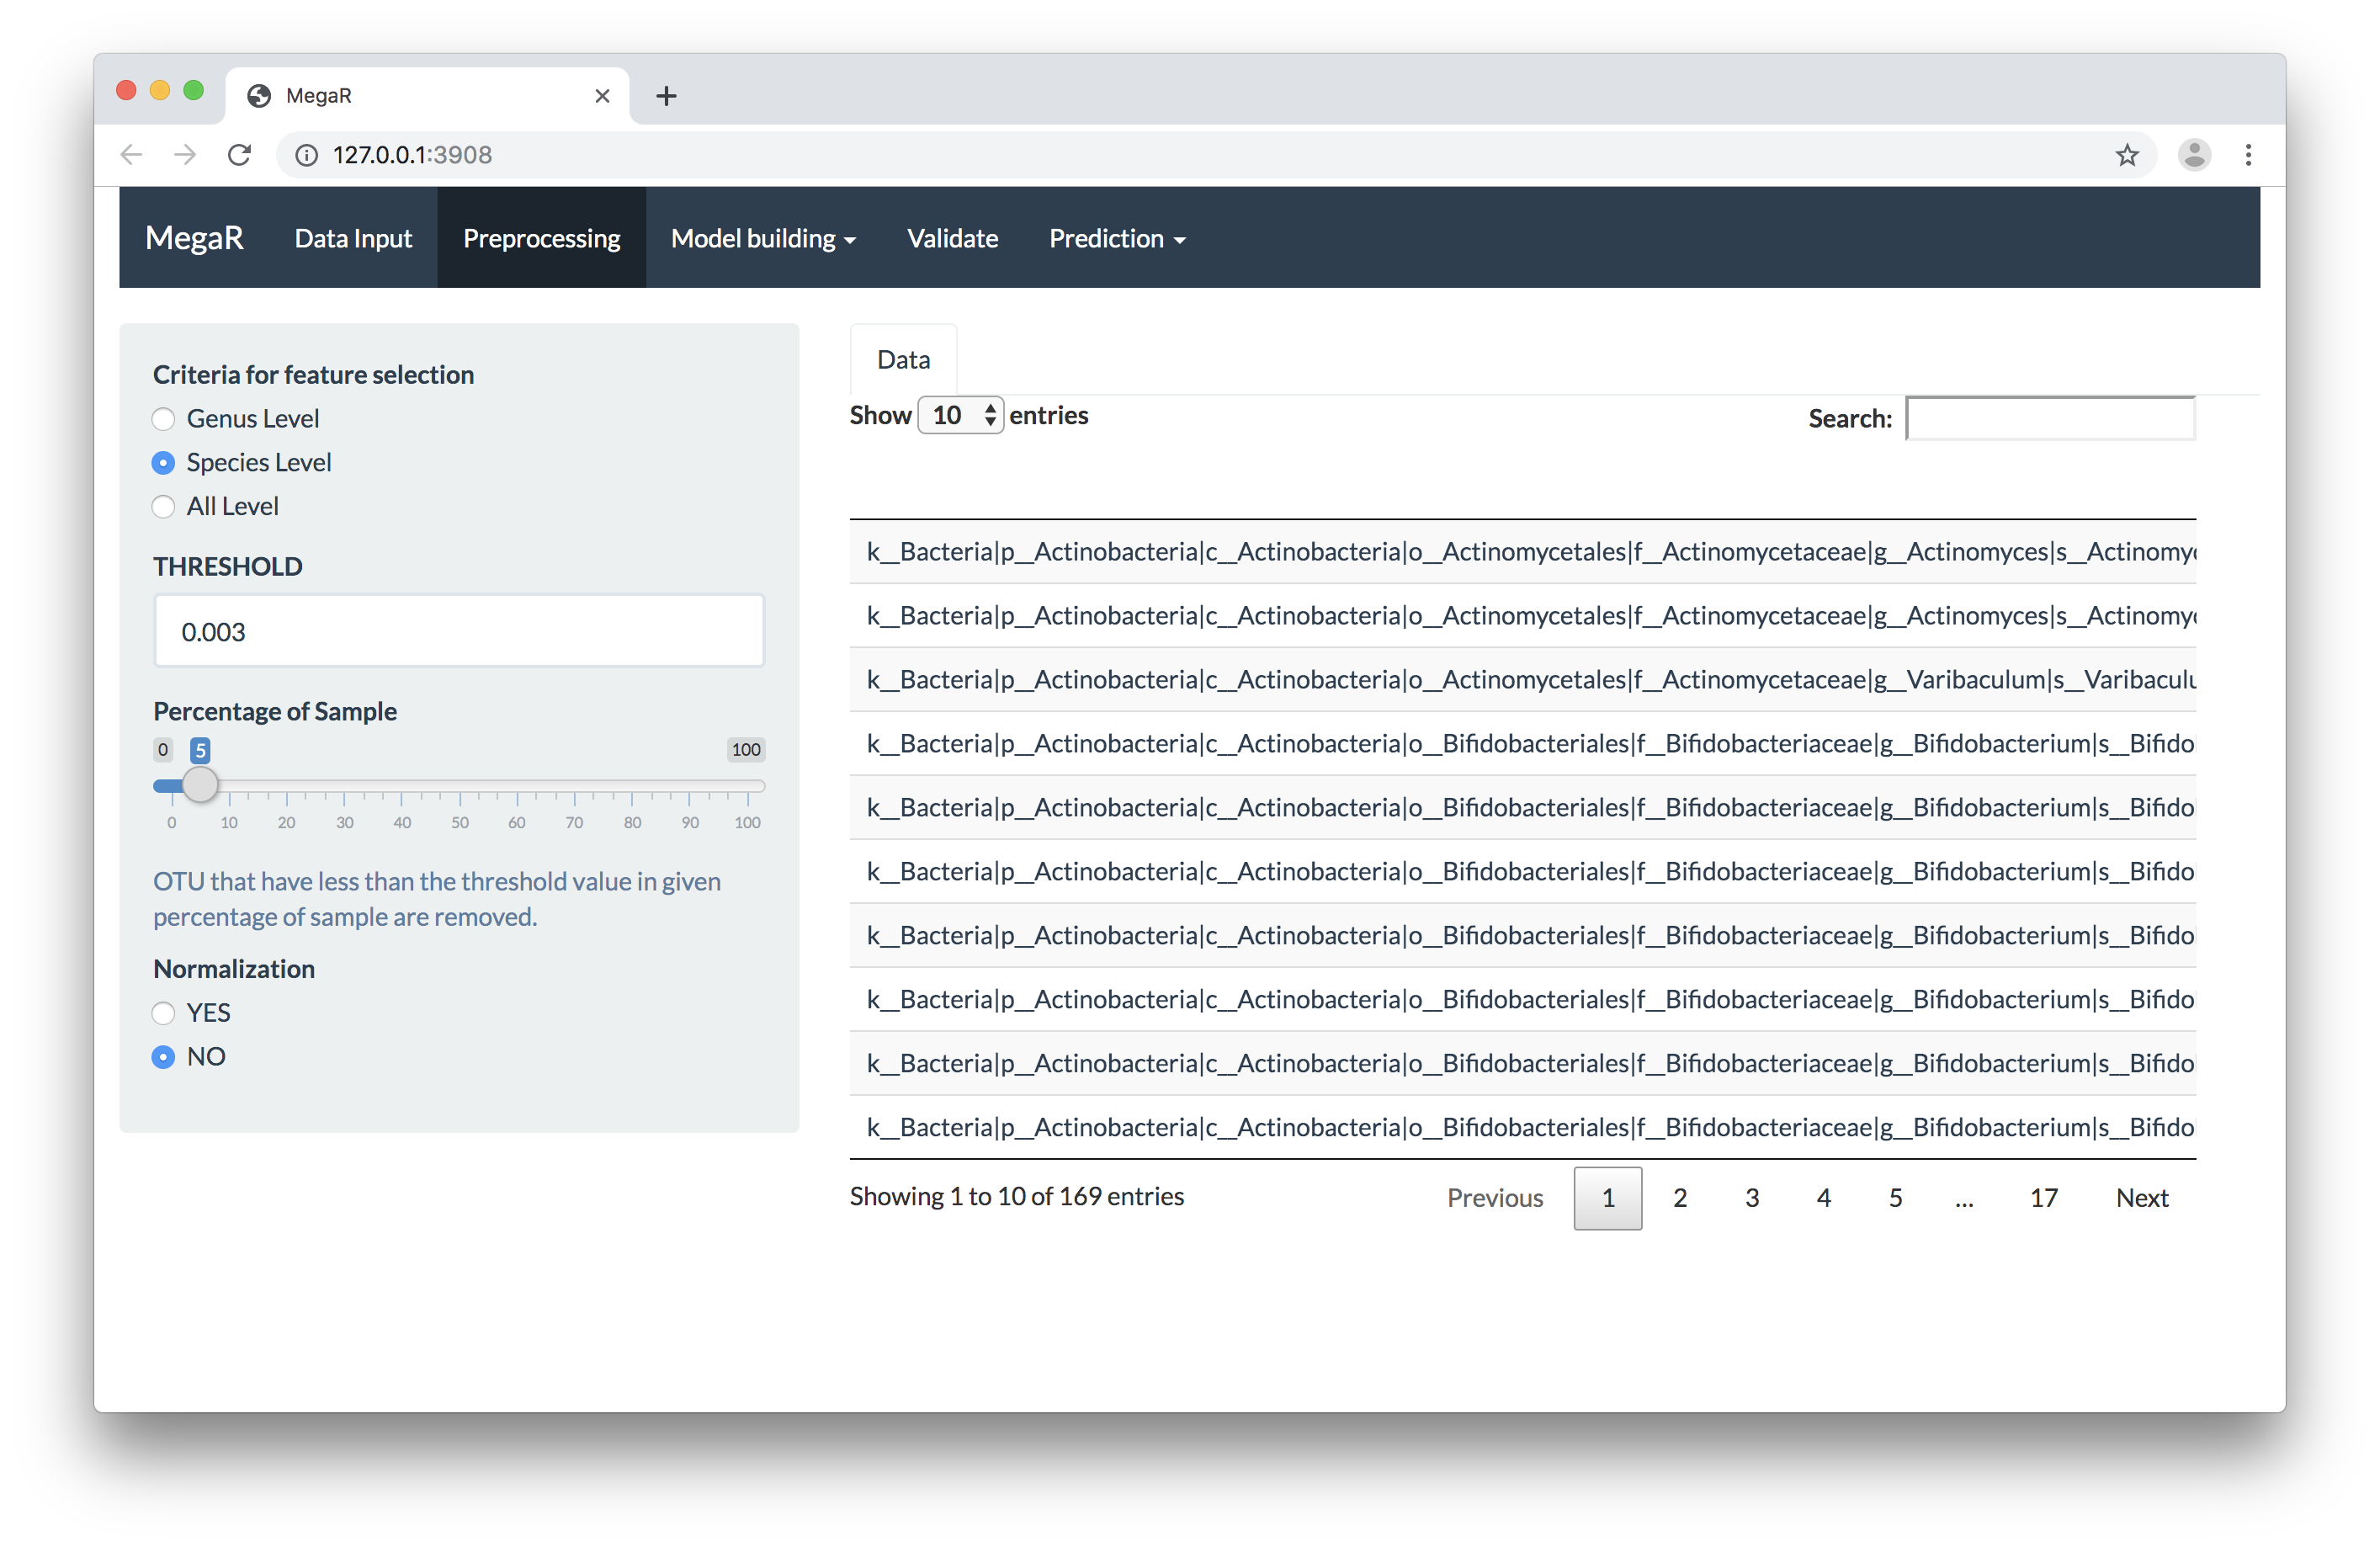 MegaR
127.0.0.1:3908
MegaR Data Input Preprocessing Model building Validate Prediction
Criteria for feature selection
Genus Level
Species Level
All Level
THRESHOLD
0.003
Percentage of Sample
0 5 100
0 10 20 30 40 50 60 70 80 90 100
OTU that have less than the threshold value in given
percentage of sample are removed.
Normalization
YES
NO
Data
Show 10 entries Search:
k__Bacteria|p__Actinobacteria|c__Actinobacteria|o__Actinomycetales|f__Actinomycetaceae|g__Actinomyces|s__Actinomyc
k__Bacteria|p__Actinobacteria|c__Actinobacteria|o__Actinomycetales|f__Actinomycetaceae|g__Actinomyces|s__Actinomyc
k__Bacteria|p__Actinobacteria|c__Actinobacteria|o__Actinomycetales|f__Actinomycetaceae|g__Varibaculum|s__Varibaculu
k__Bacteria|p__Actinobacteria|c__Actinobacteria|o__Bifidobacteriales|f__Bifidobacteriaceae|g__Bifidobacterium|s__Bifido
k__Bacteria|p__Actinobacteria|c__Actinobacteria|o__Bifidobacteriales|f__Bifidobacteriaceae|g__Bifidobacterium|s__Bifido
k__Bacteria|p__Actinobacteria|c__Actinobacteria|o__Bifidobacteriales|f__Bifidobacteriaceae|g__Bifidobacterium|s__Bifido
k__Bacteria|p__Actinobacteria|c__Actinobacteria|o__Bifidobacteriales|f__Bifidobacteriaceae|g__Bifidobacterium|s__Bifido
k__Bacteria|p__Actinobacteria|c__Actinobacteria|o__Bifidobacteriales|f__Bifidobacteriaceae|g__Bifidobacterium|s__Bifido
k__Bacteria|p__Actinobacteria|c__Actinobacteria|o__Bifidobacteriales|f__Bifidobacteriaceae|g__Bifidobacterium|s__Bifido
k__Bacteria|p__Actinobacteria|c__Actinobacteria|o__Bifidobacteriales|f__Bifidobacteriaceae|g__Bifidobacterium|s__Bifido
Showing 1 to 10 of 169 entries Previous 1 2 3 4 5 ... 17 Next